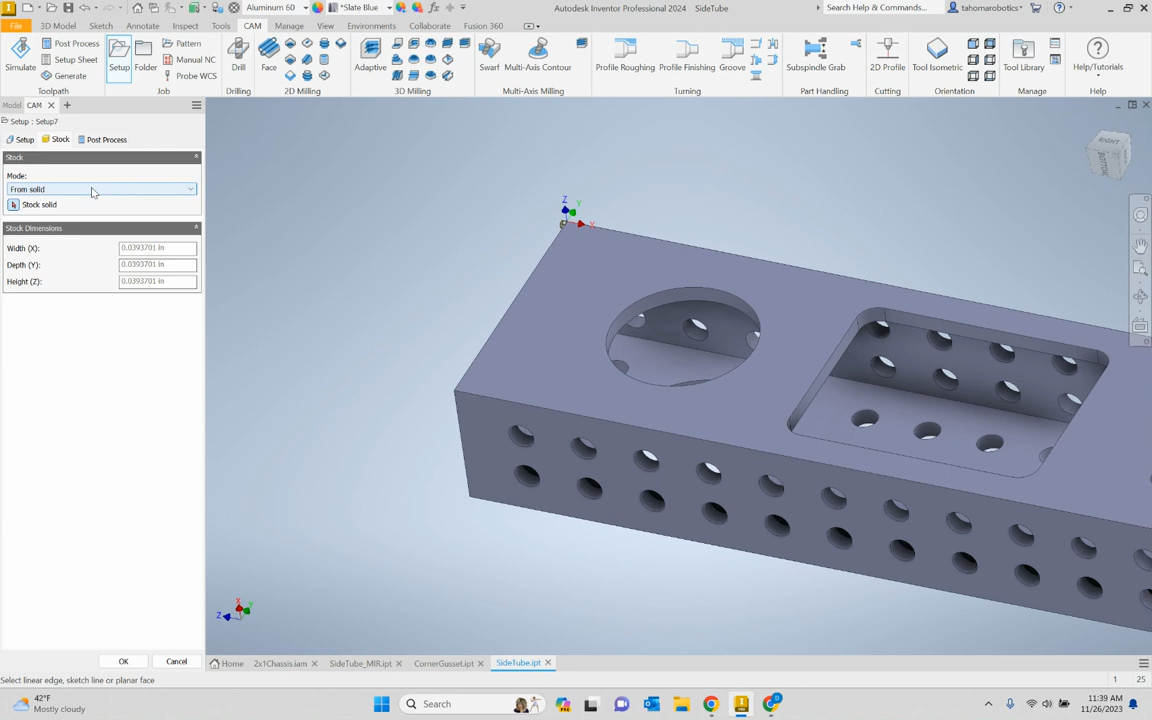 Aluminum 60
*Slate Blue
Autodesk Inventor Professional 2024
SideTube
Search Help & Commands...
tahomarobotics
File
3D Model
Sketch
Annotate
Inspect
Tools
CAM
Manage
View
Environments
Collaborate
Fusion 360
Simulate
Post Process
Setup Sheet
Generate
Toolpath
Setup
Folder
Pattern
Manual NC
Probe WCS
Job
Drill
Drilling
Face
2D Milling
Adaptive
3D Milling
Swarf
Multi-Axis Contour
Multi-Axis Milling
Profile Roughing
Profile Finishing
Groove
Turning
Subspindle Grab
Part Handling
2D Profile
Cutting
Tool Isometric
Orientation
Tool Library
Manage
Help/Tutorials
Help
Model
CAM
Setup : Setup7
Setup
Stock
Post Process
Stock
Mode:
From solid
Stock solid
Stock Dimensions
Width (X):
0.0393701 in
Depth (Y):
0.0393701 in
Height (Z):
0.0393701 in
Z
Y
X
RIGHT
BOTTOM
X
Y
Z
OK
Cancel
Home
2x1Chassis.iam
SideTube_MIR.ipt
CornerGusset.ipt
SideTube.ipt
Select linear edge, sketch line or planar face
1
25
42°F
Mostly cloudy
Search
11:39 AM
11/26/2023